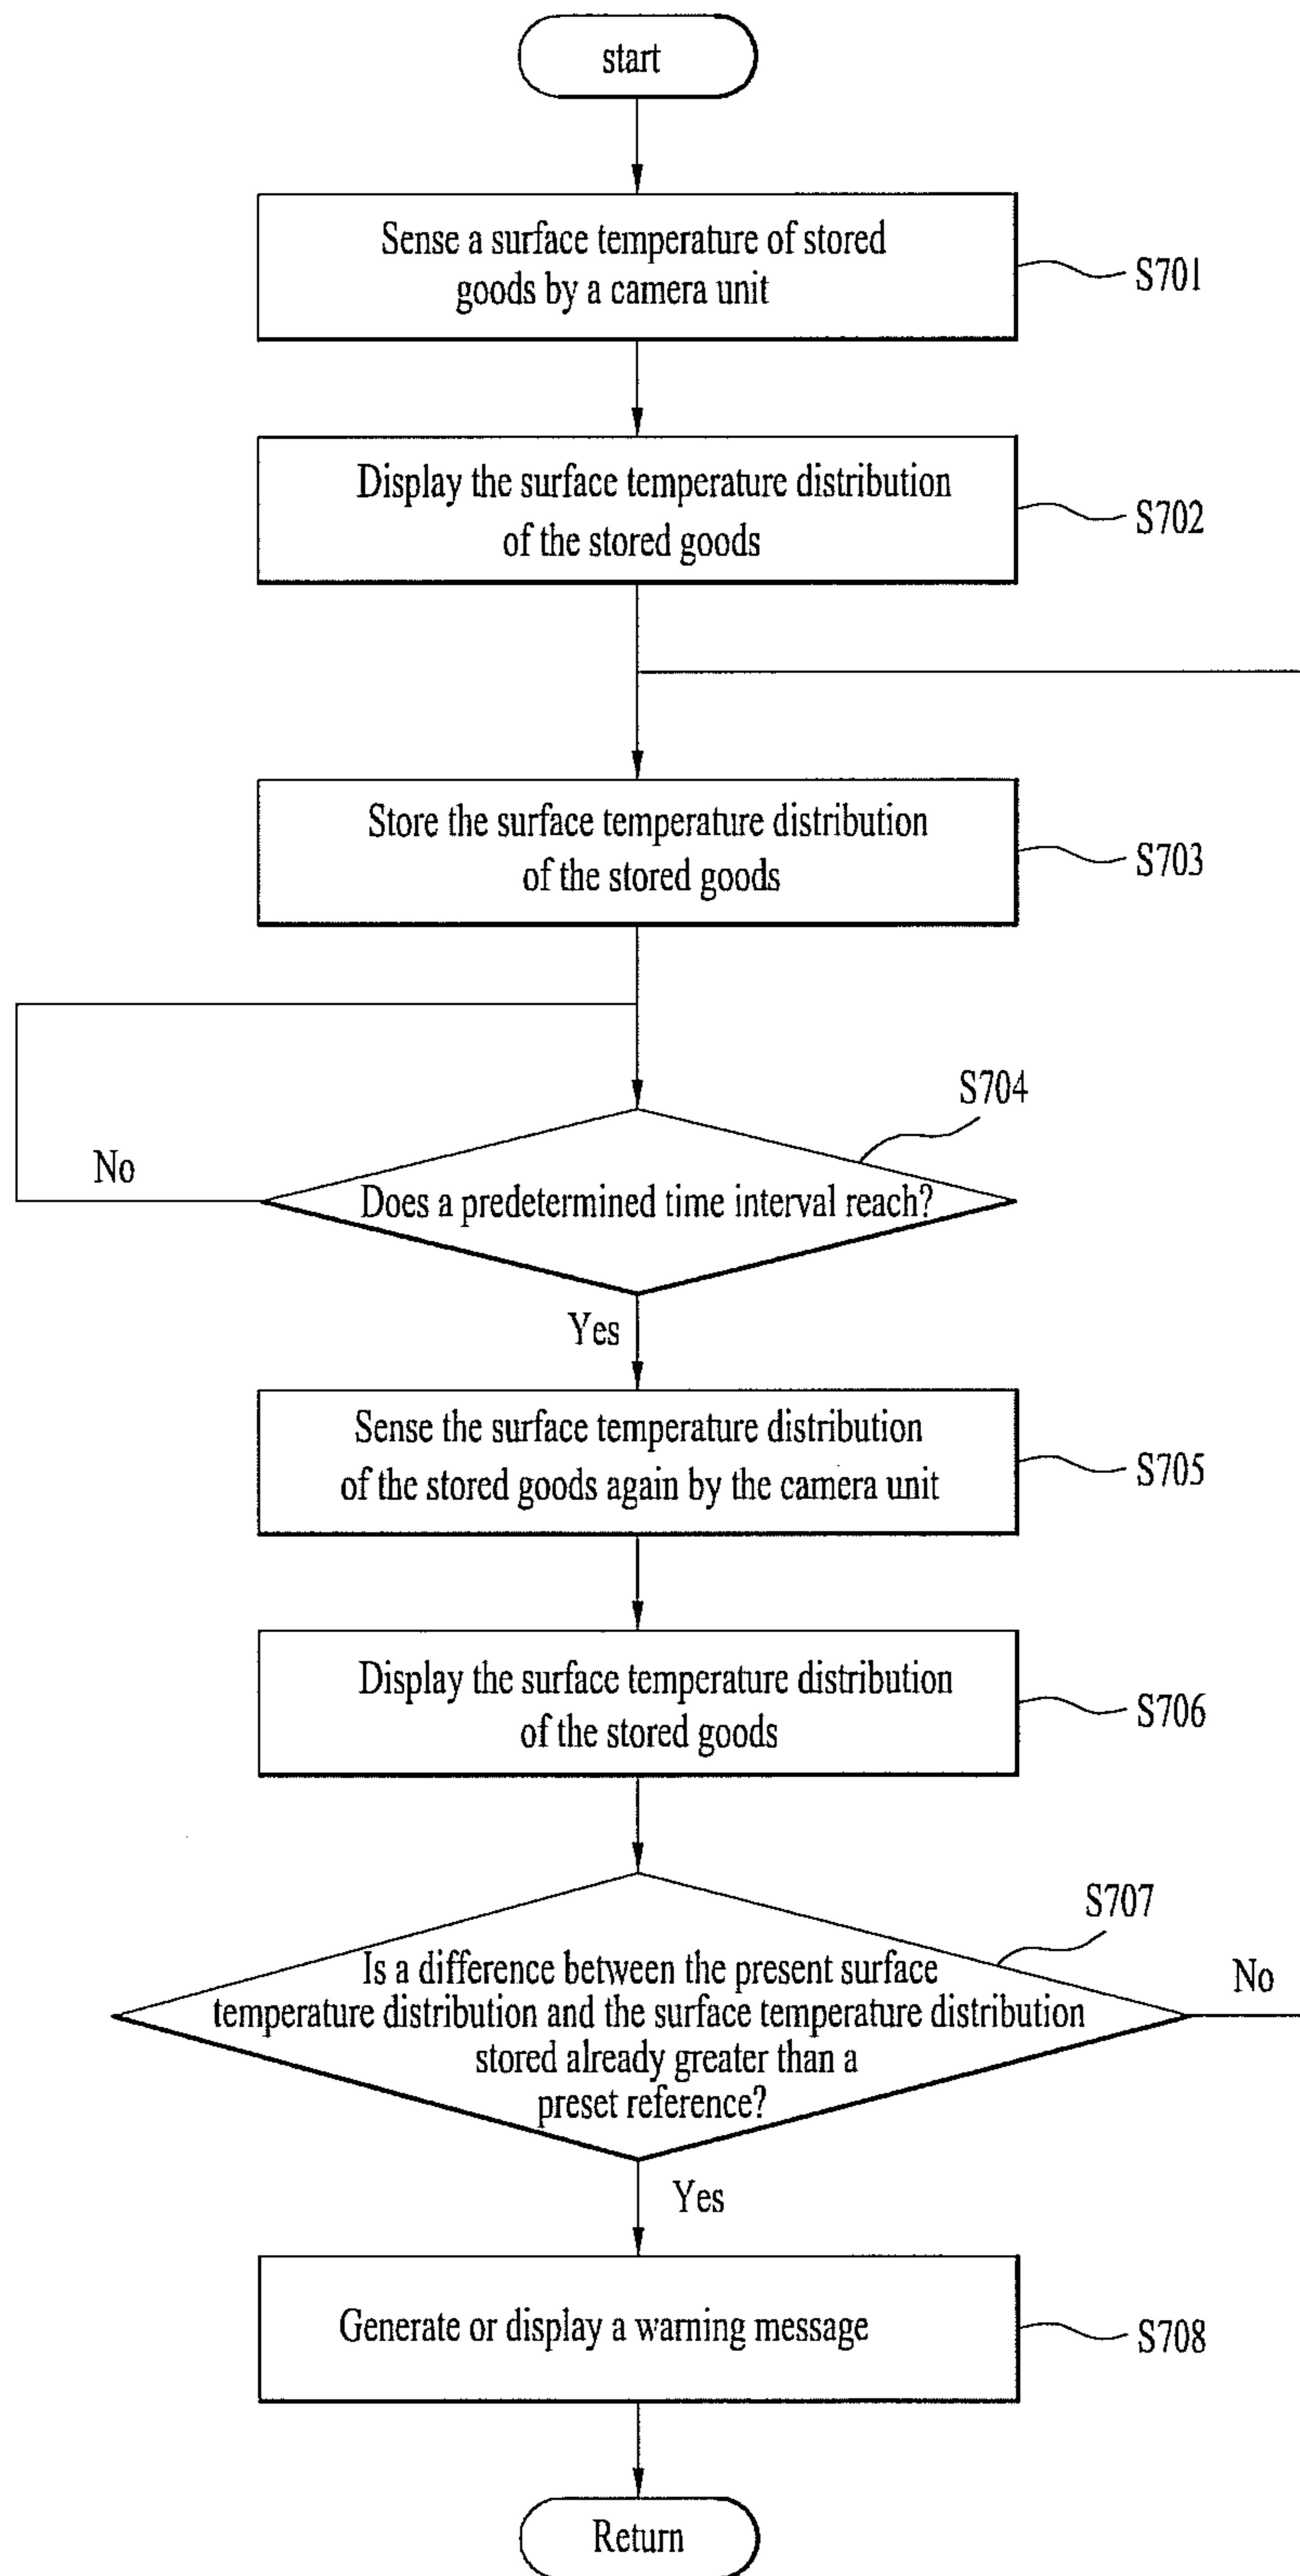 start
Sense a surface temperature of stored
goods by a camera unit
S701
Display the surface temperature distribution
of the stored goods
S702
Store the surface temperature distribution
of the stored goods
S703
S704
No
Does a predetermined time interval reach?
Yes
Sense the surface temperature distribution
of the stored goods again by the camera unit
S705
Display the surface temperature distribution
of the stored goods
S706
S707
No
Is a difference between the present surface
temperature distribution and the surface temperature distribution
stored already greater than a
preset reference?
Yes
Generate or display a warning message
S708
Return